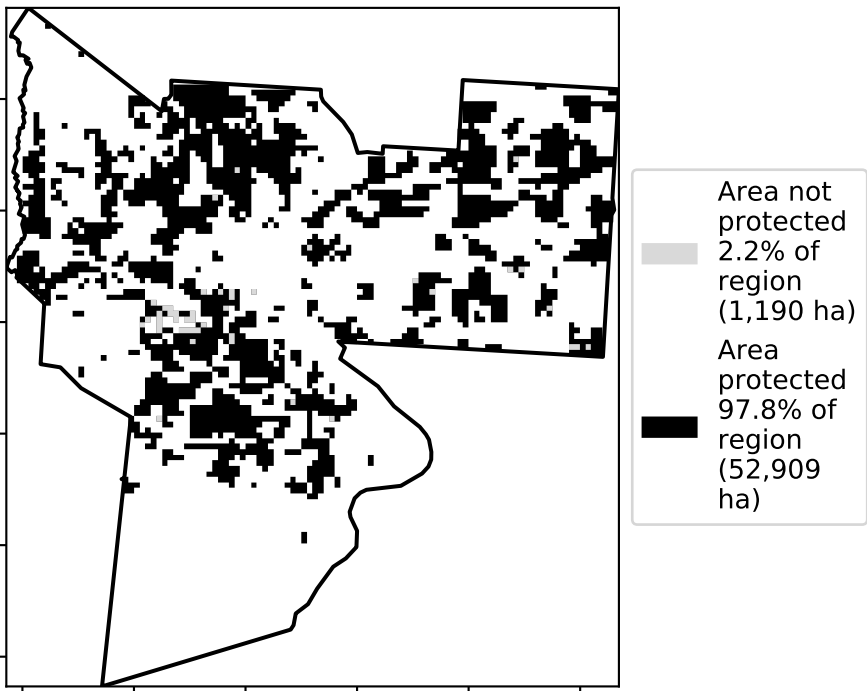 Area not
protected
2.2% of
region
(1,190 ha)
Area
protected
97.8% of
region
(52,909
ha)